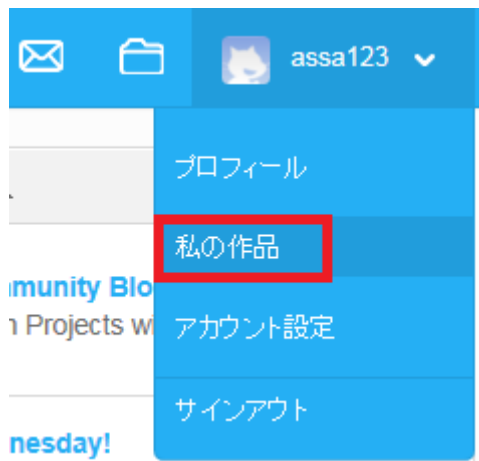 assa123
プロフィール
私の作品
munity Blo
n Projects wi
アカウント設定
サインアウト
nesday!